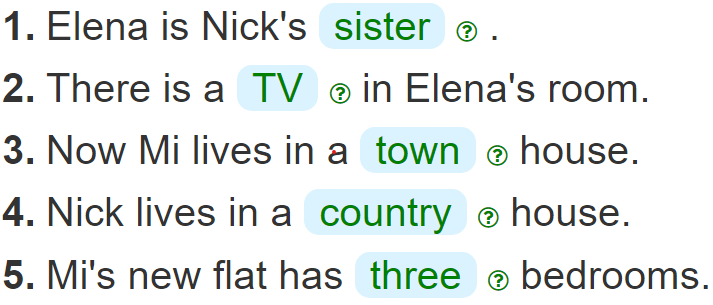 1. Elena is Nick's sister ? .
2. There is a TV ? in Elena's room.
3. Now Mi lives in a town ? house.
4. Nick lives in a country ? house.
5. Mi's new flat has three ? bedrooms.